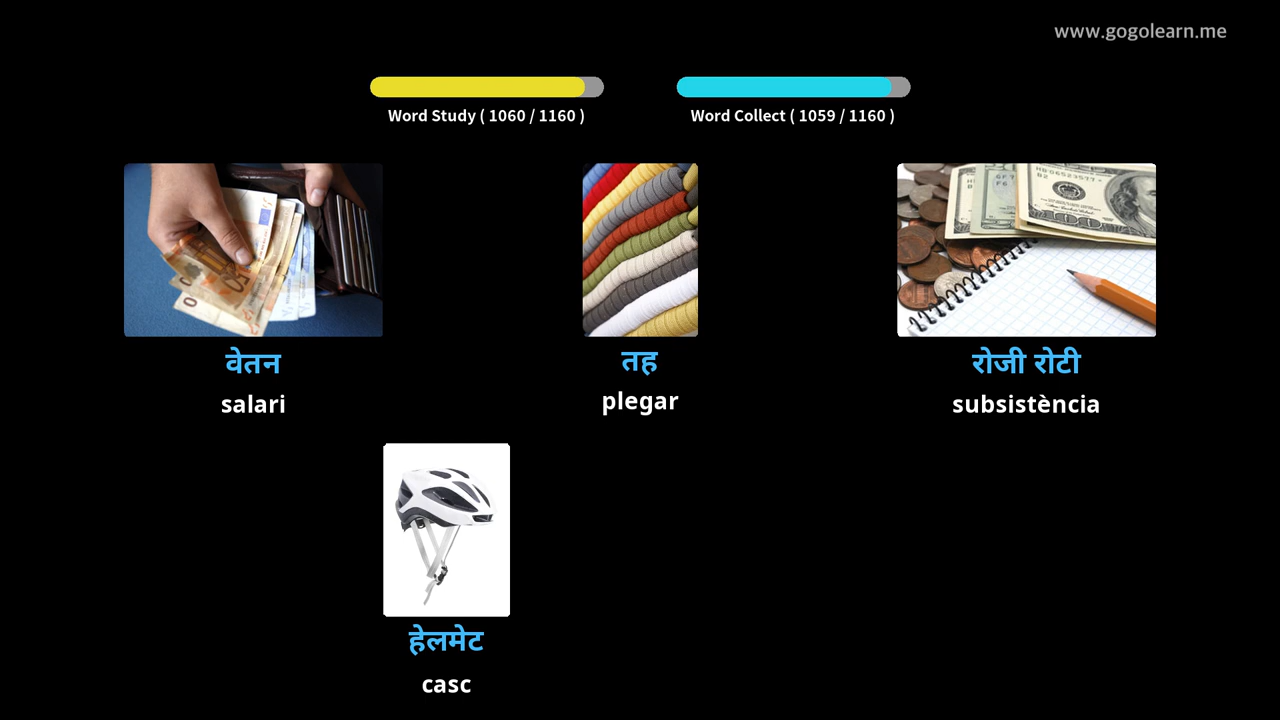 www.gogolearn.me
Word Study ( 1060 / 1160 )
Word Collect ( 1059 / 1160 )
वेतन
salari
तह
plegar
रोजी रोटी
subsistència
हेलमेट
casc